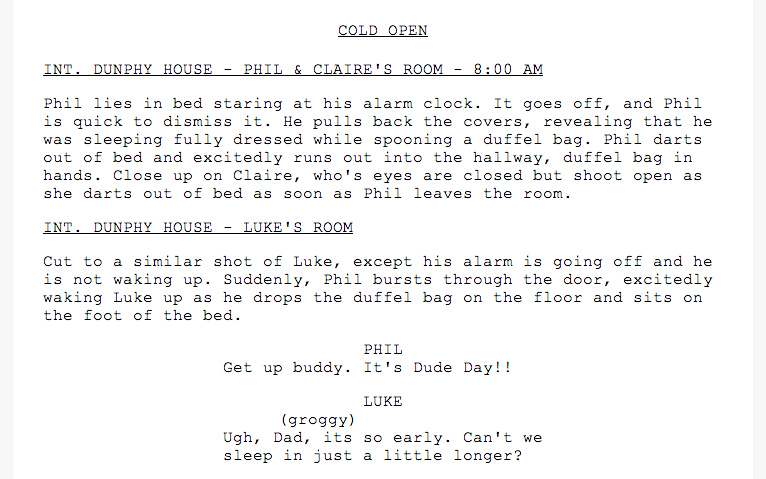 COLD OPEN
INT. DUNPHY HOUSE - PHIL & CLAIRE'S ROOM - 8:00 AM
Phil lies in bed staring at his alarm clock. It goes off, and Phil
is quick to dismiss it. He pulls back the covers, revealing that he
was sleeping fully dressed while spooning a duffel bag. Phil darts
out of bed and excitedly runs out into the hallway, duffel bag in
hands. Close up on Claire, who's eyes are closed but shoot open as
she darts out of bed as soon as Phil leaves the room.
INT. DUNPHY HOUSE - LUKE'S ROOM
Cut to a similar shot of Luke, except his alarm is going off and he
is not waking up. Suddenly, Phil bursts through the door, excitedly
waking Luke up as he drops the duffel bag on the floor and sits on
the foot of the bed.
PHIL
Get up buddy. It's Dude Day!!
LUKE
(groggy)
Ugh, Dad, its so early. Can't we
sleep in just a little longer?